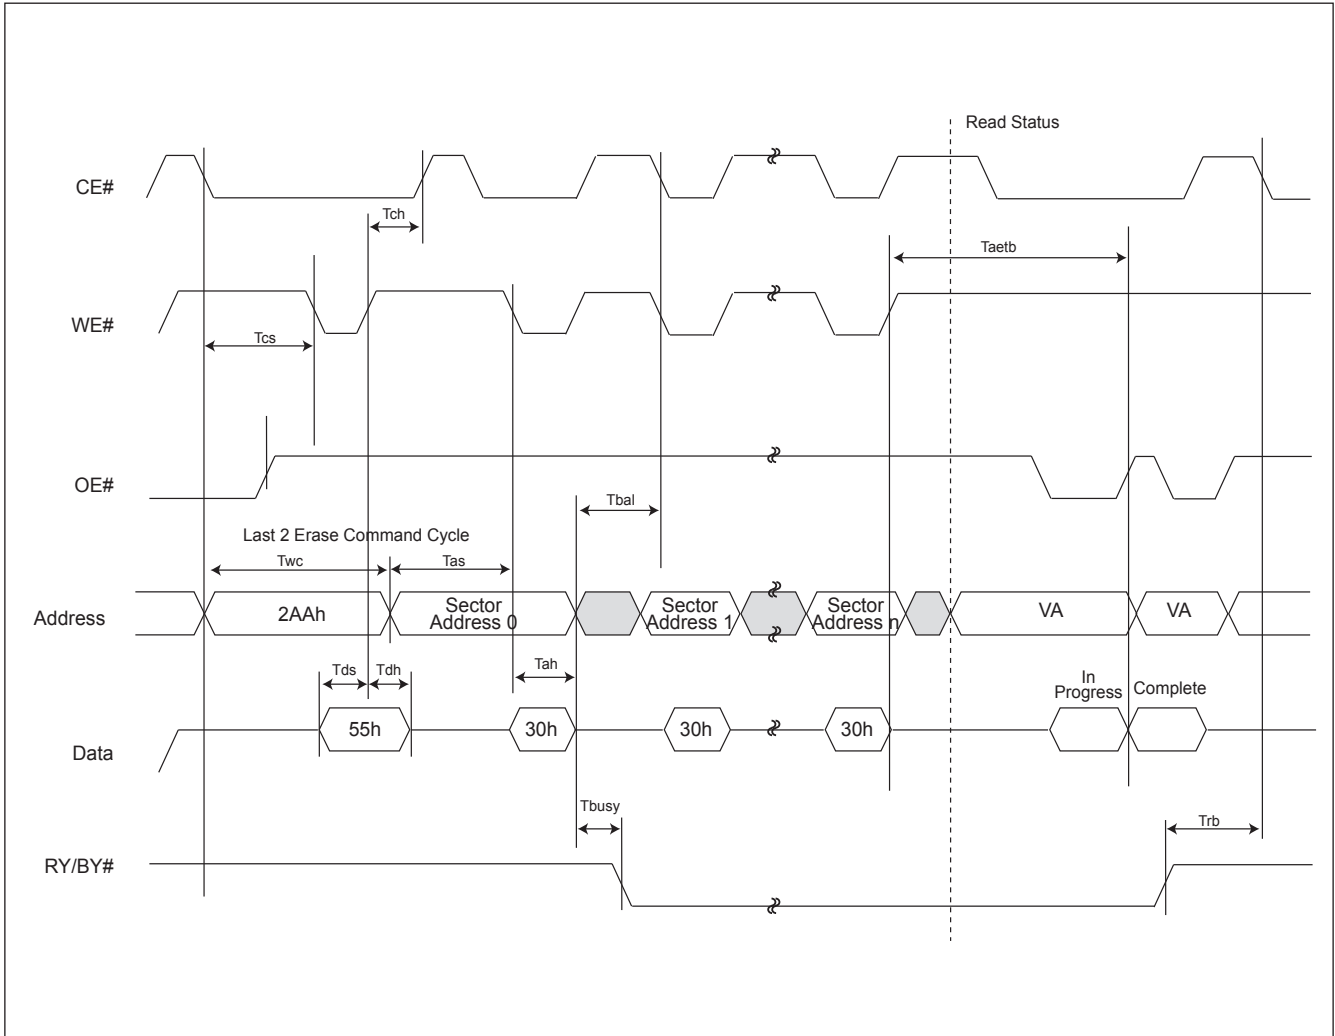 Read Status
CE#
Tch
Taetb
WE#
Tcs
OE#
Tbal
Last 2 Erase Command Cycle
Twc
Tas
Address
2AAh
Sector
Address 0
Sector
Address 1
Sector
Address n
VA
VA
Tds
Tdh
Tah
In
Progress
Complete
Data
55h
30h
30h
30h
Tbusy
Trb
RY/BY#